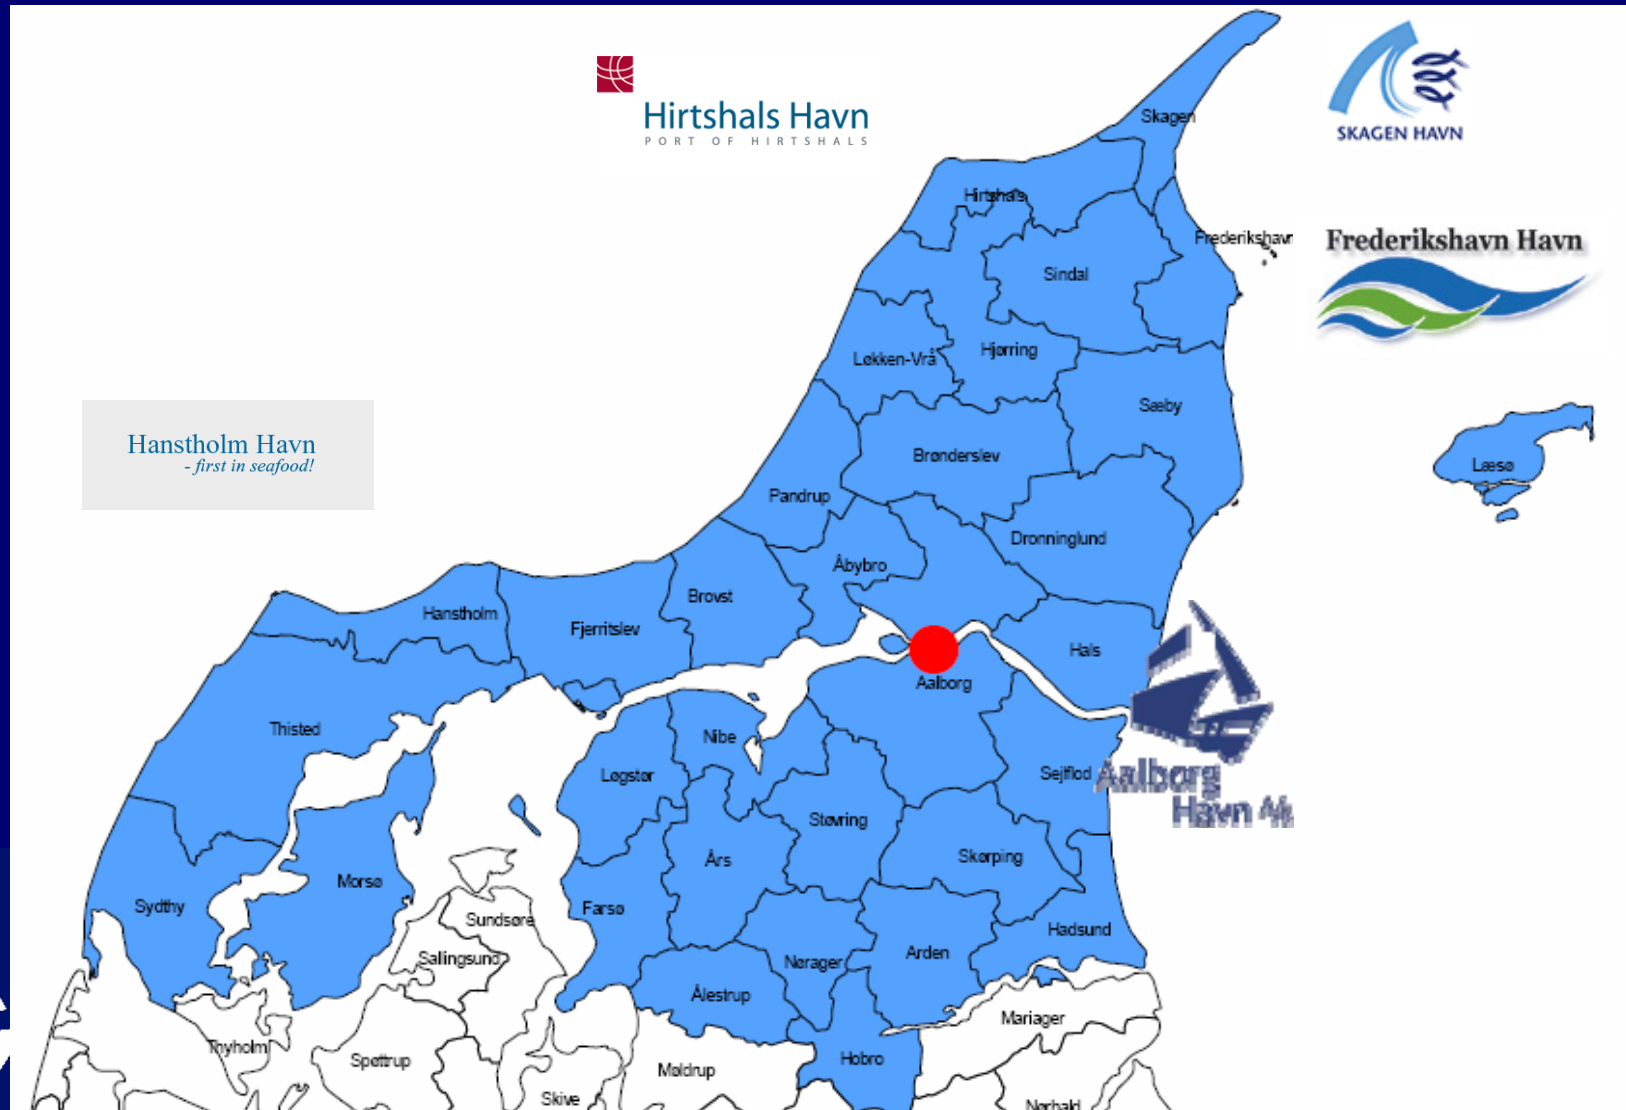 Hirtshals Havn
PORT OF HIRTSHALS
SKAGEN HAVN
Skagen
Hirtshals
Frederikshavn
Frederikshavn Havn
Sindal
Løkken-Vrå
Hjørring
Sæby
Hanstholm Havn
- first in seafood!
Brønderslev
Læsø
Pandrup
Dronninglund
Åbybro
Brovst
Hanstholm
Fjerritslev
Hals
Aalborg
Thisted
Nibe
Løgstør
Sejlflod
Aalborg
Havn
Støvring
Skørping
Års
Morsø
Sydthy
Farsø
Sundsøre
Hadsund
Arden
Sallingsund
Nørager
Ålestrup
Mariager
Thyholm
Spøttrup
Hobro
Møldrup
Skive
Nørhald